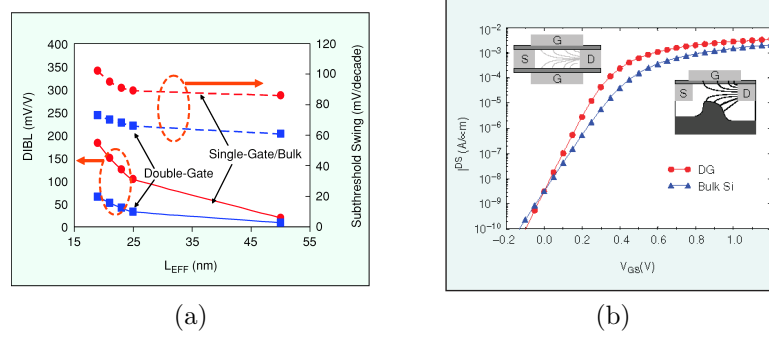 400
350
300
250
200
150
100
50
0
DIBL (mV/V)
120
100
80
60
40
20
0
Subthreshold Swing (mV/decade)
Single-Gate/Bulk
Double-Gate
15 25 35 45 55
L_EFF (nm)
(a)
10⁻²
10⁻³
10⁻⁴
10⁻⁵
10⁻⁶
10⁻⁷
10⁻⁸
10⁻⁹
10⁻¹⁰
I^DS (A/∝m)
G
S D
G
G
S D
DG
Bulk Si
−0.2 0.0 0.2 0.4 0.6 0.8 1.0
V_GS(V)
(b)